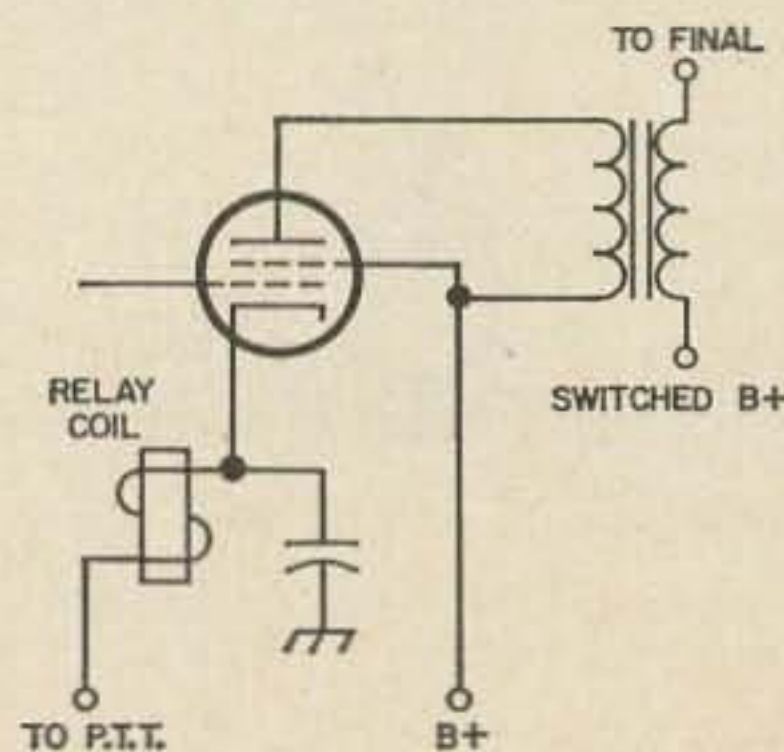 TO FINAL
RELAY
COIL
SWITCHED B+
TO P.T.T.
B+